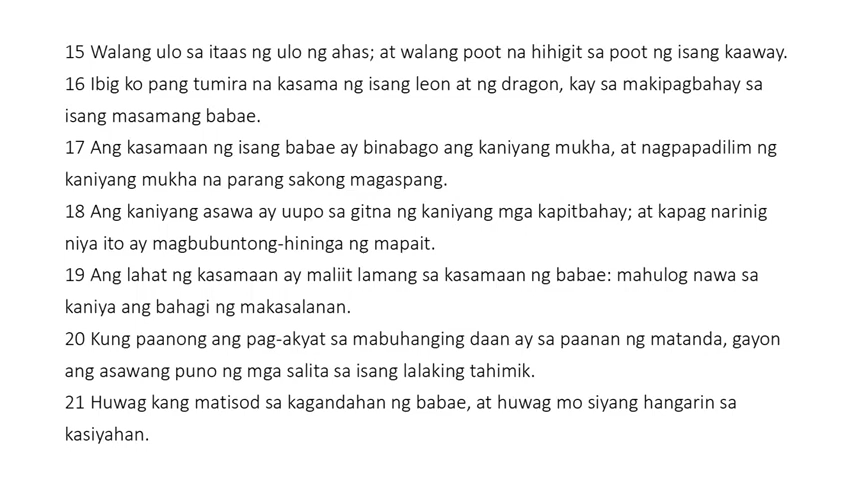 15 Walang ulo sa itaas ng ulo ng ahas; at walang poot na hihigit sa poot ng isang kaaway.
16 Ibig ko pang tumira na kasama ng isang leon at ng dragon, kay sa makipagbahay sa
isang masamang babae.
17 Ang kasamaan ng isang babae ay binabago ang kaniyang mukha, at nagpapadilim ng
kaniyang mukha na parang sakong magaspang.
18 Ang kaniyang asawa ay uupo sa gitna ng kaniyang mga kapitbahay; at kapag narinig
niya ito ay magbubuntong-hininga ng mapait.
19 Ang lahat ng kasamaan ay maliit lamang sa kasamaan ng babae: mahulog nawa sa
kaniya ang bahagi ng makasalanan.
20 Kung paanong ang pag-akyat sa mabuhanging daan ay sa paanan ng matanda, gayon
ang asawang puno ng mga salita sa isang lalaking tahimik.
21 Huwag kang matisod sa kagandahan ng babae, at huwag mo siyang hangarin sa
kasiyahan.